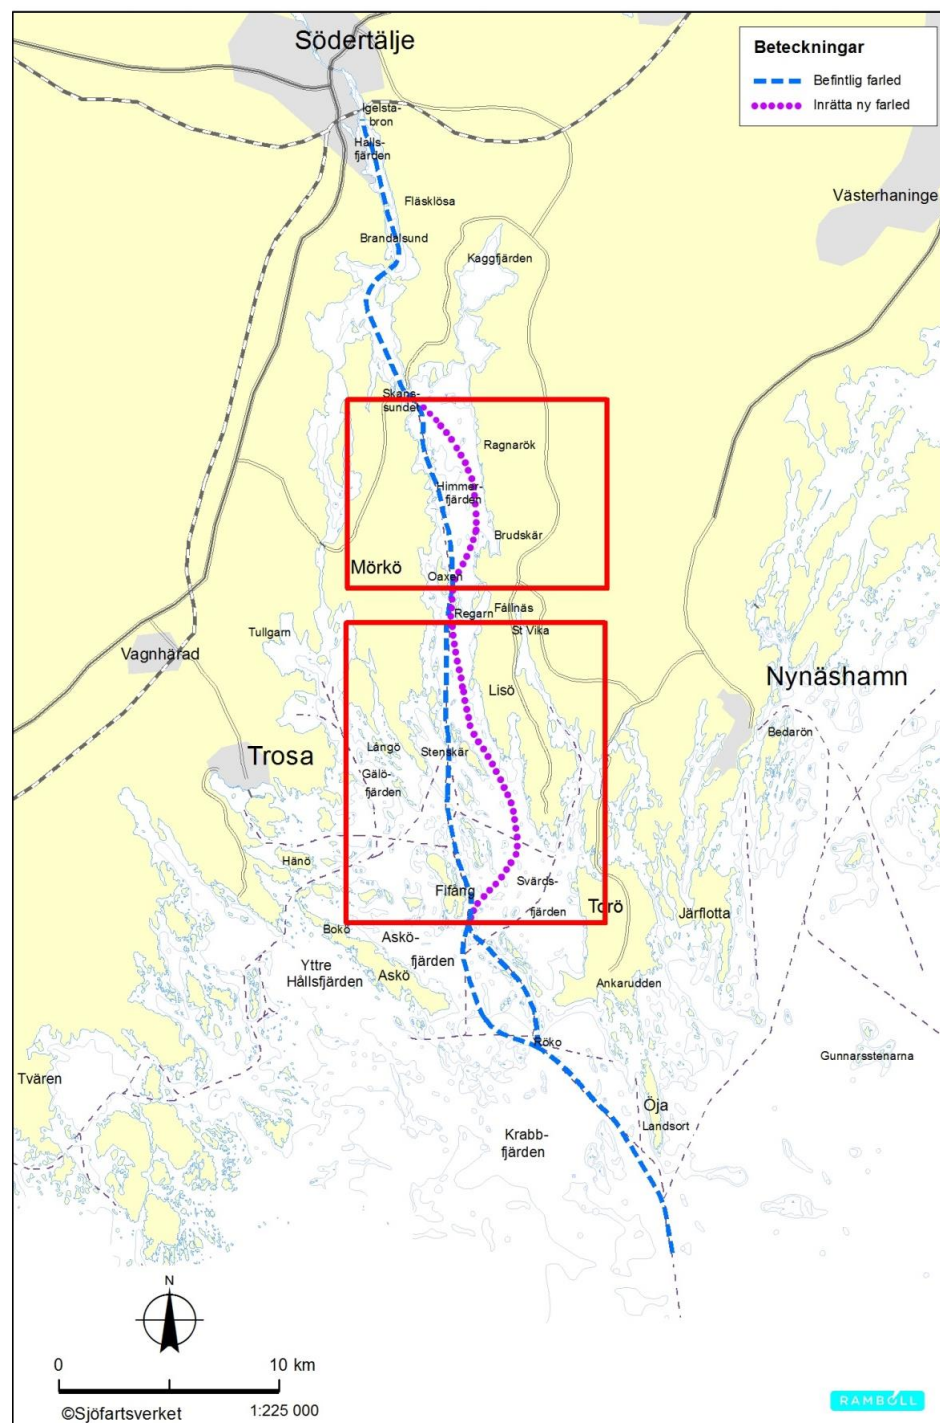 Södertälje
Beteckningar
Befintlig farled
Inrätta ny farled
Igelsta-
bron
Halls-
fjärden
Västerhaninge
Fläsklösa
Brandalsund
Kaggfjärden
Skans-
sundet
Ragnarök
Himmer-
fjärden
Brudskär
Mörkö
Oaxen
Regarn
Fållnäs
St Vika
Tullgarn
Vagnhärad
Lisö
Nynäshamn
Bedarön
Trosa
Långö
Stenskär
Gälö-
fjärden
Hänö
Fifång
Svärds-
fjärden
Torö
Järflotta
Bokö
Askö-
fjärden
Yttre
Hållsfjärden
Askö
Ankarudden
Röko
Gunnarsstenarna
Tvären
Öja
Landsort
Krabb-
fjärden
N
0 10 km
©Sjöfartsverket 1:225 000
RAMBOLL